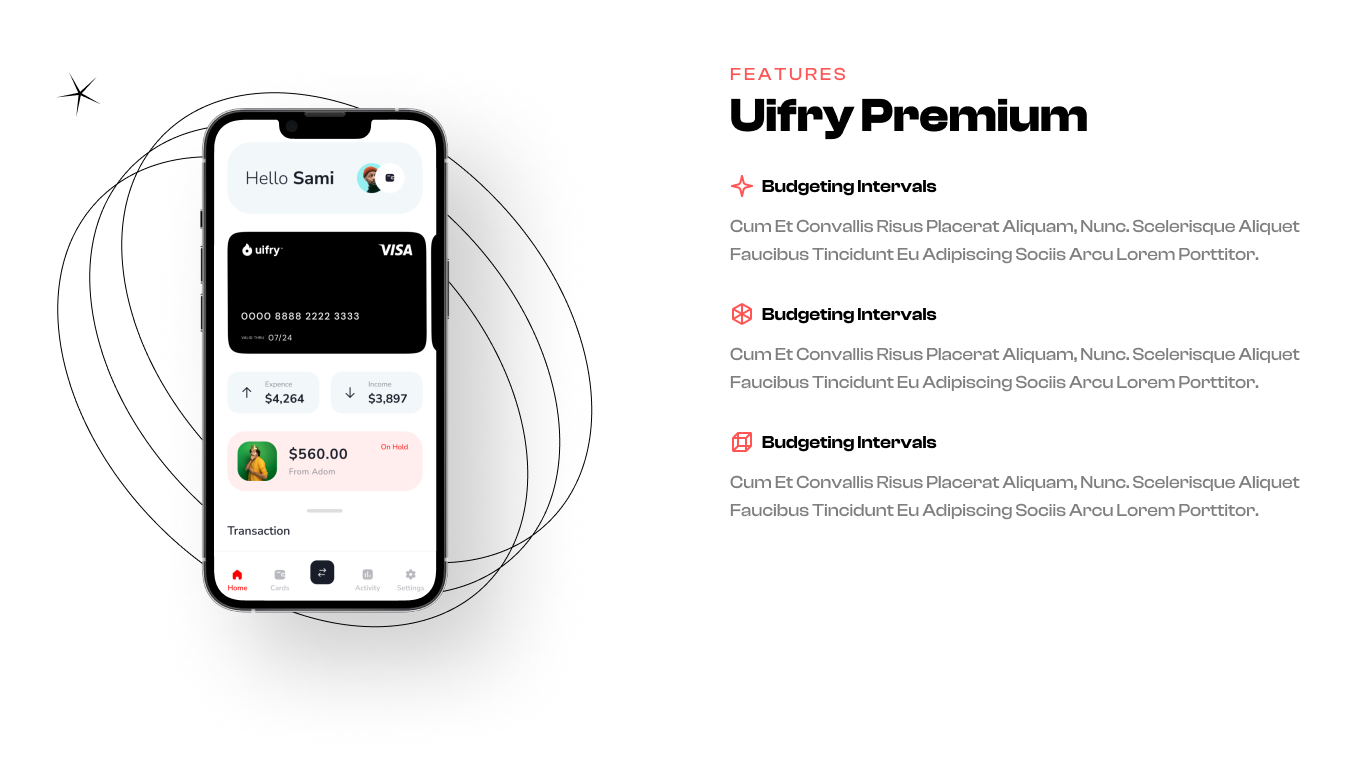 Hello Sami
uifry
VISA
0000 8888 2222 3333
VALID THRU 07/24
Expence
$4,264
Income
$3,897
$560.00
On Hold
From Adom
Transaction
Home
Cards
Activity
Settings
FEATURES
Uifry Premium
Budgeting Intervals
Cum Et Convallis Risus Placerat Aliquam, Nunc. Scelerisque Aliquet
Faucibus Tincidunt Eu Adipiscing Sociis Arcu Lorem Porttitor.
Budgeting Intervals
Cum Et Convallis Risus Placerat Aliquam, Nunc. Scelerisque Aliquet
Faucibus Tincidunt Eu Adipiscing Sociis Arcu Lorem Porttitor.
Budgeting Intervals
Cum Et Convallis Risus Placerat Aliquam, Nunc. Scelerisque Aliquet
Faucibus Tincidunt Eu Adipiscing Sociis Arcu Lorem Porttitor.